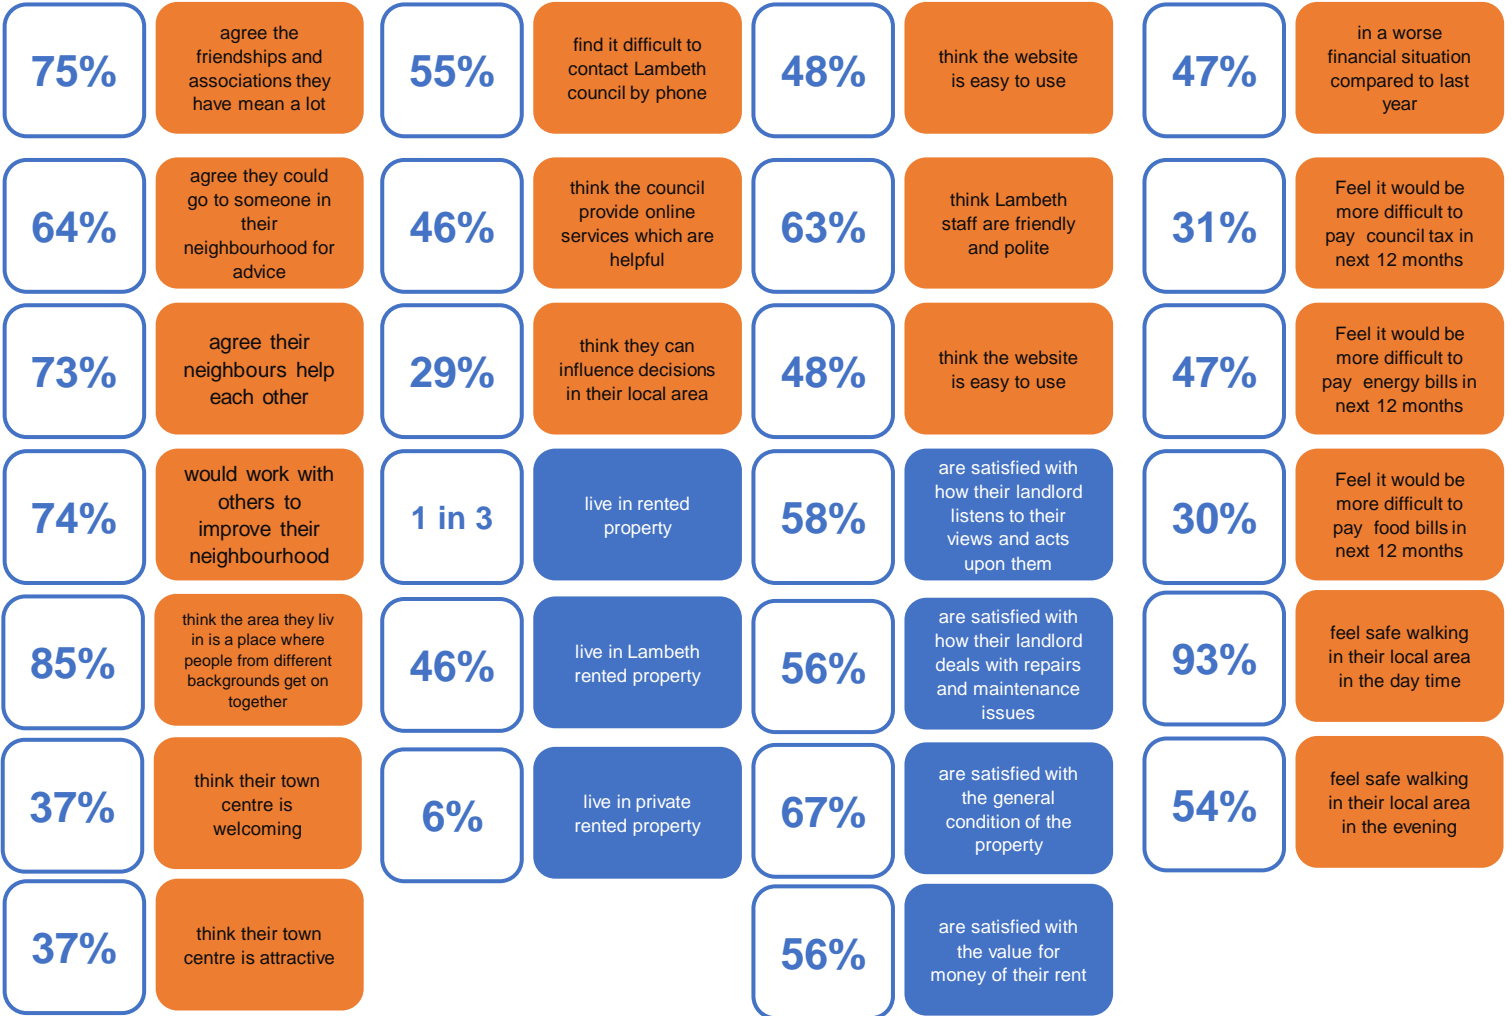 75%
agree the
friendships and
associations they
have mean a lot
55%
find it difficult to
contact Lambeth
council by phone
48%
think the website
is easy to use
47%
in a worse
financial situation
compared to last
year
64%
agree they could
go to someone in
their
neighbourhood for
advice
46%
think the council
provide online
services which are
helpful
63%
think Lambeth
staff are friendly
and polite
31%
Feel it would be
more difficult to
pay council tax in
next 12 months
73%
agree their
neighbours help
each other
29%
think they can
influence decisions
in their local area
48%
think the website
is easy to use
47%
Feel it would be
more difficult to
pay energy bills in
next 12 months
74%
would work with
others to
improve their
neighbourhood
1 in 3
live in rented
property
58%
are satisfied with
how their landlord
listens to their
views and acts
upon them
30%
Feel it would be
more difficult to
pay food bills in
next 12 months
85%
think the area they liv
in is a place where
people from different
backgrounds get on
together
46%
live in Lambeth
rented property
56%
are satisfied with
how their landlord
deals with repairs
and maintenance
issues
93%
feel safe walking
in their local area
in the day time
37%
think their town
centre is
welcoming
6%
live in private
rented property
67%
are satisfied with
the general
condition of the
property
54%
feel safe walking
in their local area
in the evening
37%
think their town
centre is attractive
56%
are satisfied with
the value for
money of their rent